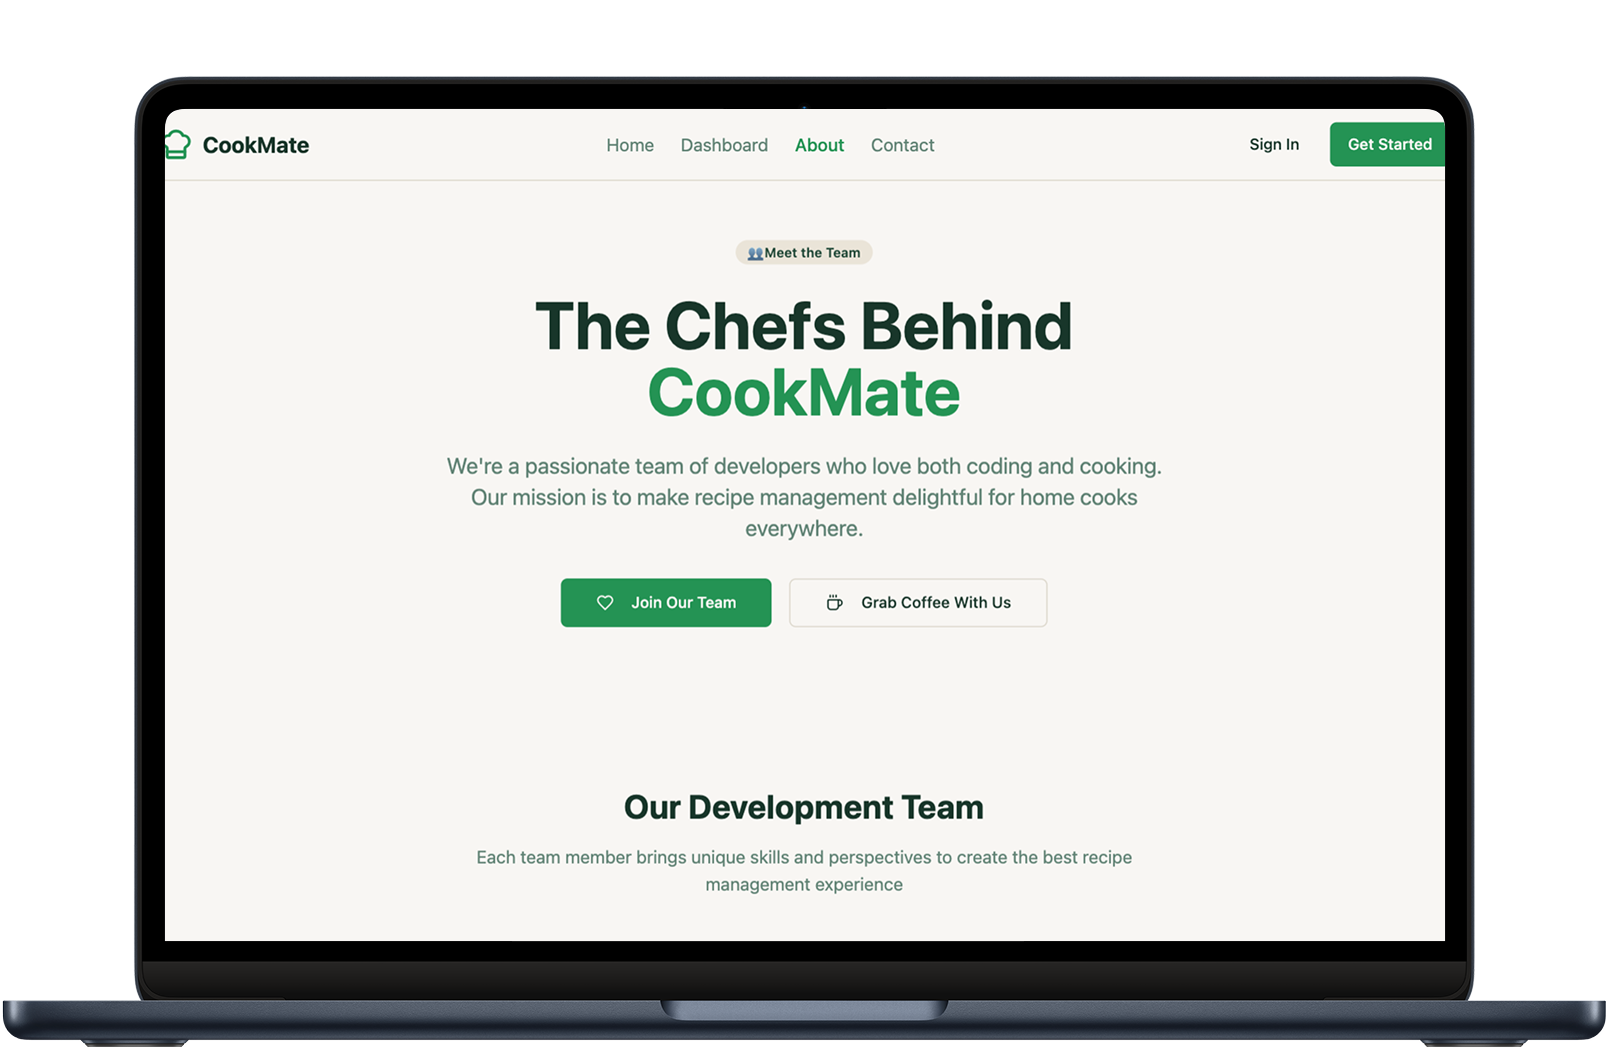 CookMate
Home Dashboard About Contact
Sign In Get Started
Meet the Team
The Chefs Behind
CookMate
We're a passionate team of developers who love both coding and cooking.
Our mission is to make recipe management delightful for home cooks
everywhere.
Join Our Team
Grab Coffee With Us
Our Development Team
Each team member brings unique skills and perspectives to create the best recipe
management experience